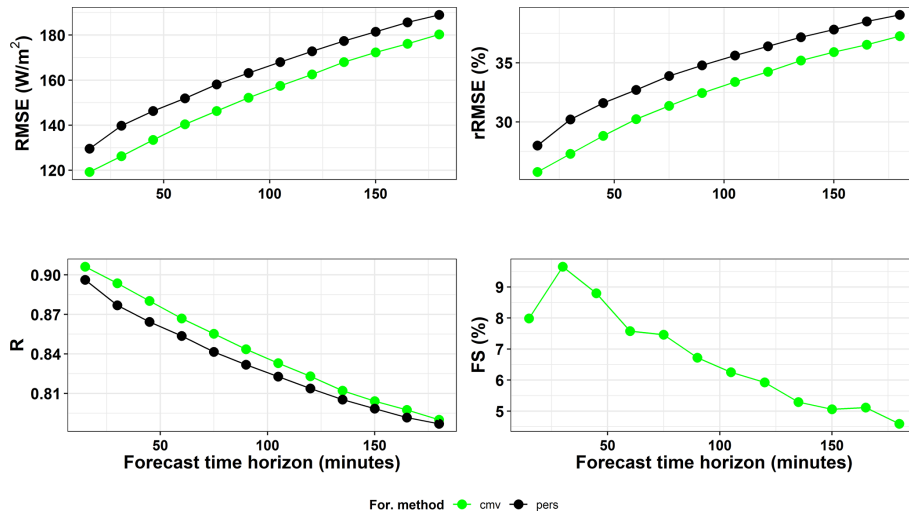 RMSE (W/m²)
180
160
140
120
50 100 150
rRMSE (%)
35
30
50 100 150
R
0.90
0.87
0.84
0.81
50 100 150
Forecast time horizon (minutes)
FS (%)
9
8
7
6
5
50 100 150
Forecast time horizon (minutes)
For. method cmv pers